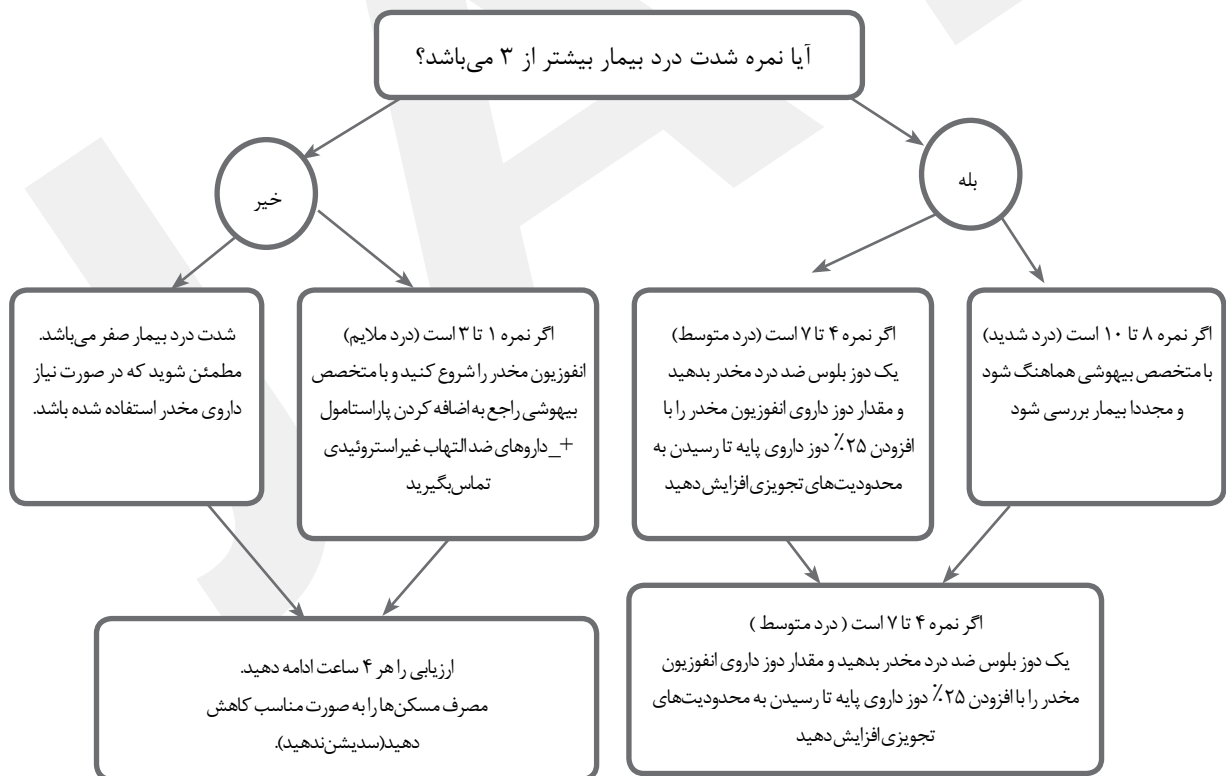 آیا نمره شدت درد بیمار بیشتر از ۳ می‌باشد؟
بله
خیر
اگر نمره ۸ تا ۱۰ است (درد شدید)
با متخصص بیهوشی هماهنگ شود
و مجددا بیمار بررسی شود
اگر نمره ۴ تا ۷ است (درد متوسط)
یک دوز بلوس ضد درد مخدر بدهید
و مقدار دوز داروی انفوزیون مخدر را با
افزودن ۲۵٪ دوز داروی پایه تا رسیدن به
محدودیت‌های تجویزی افزایش دهید
اگر نمره ۱ تا ۳ است (درد ملایم)
انفوزیون مخدر را شروع کنید و با متخصص
بیهوشی راجع به اضافه کردن پاراستامول
+_داروهای ضد التهاب غیراستروئیدی
تماس بگیرید
شدت درد بیمار صفر می‌باشد.
مطمئن شوید که در صورت نیاز
داروی مخدر استفاده شده باشد.
اگر نمره ۴ تا ۷ است ( درد متوسط )
یک دوز بلوس ضد درد مخدر بدهید و مقدار دوز داروی انفوزیون
مخدر را با افزودن ۲۵٪ دوز داروی پایه تا رسیدن به محدودیت‌های
تجویزی افزایش دهید
ارزیابی را هر ۴ ساعت ادامه دهید.
مصرف مسکن‌ها را به صورت مناسب کاهش
دهید(سدیشن ندهید).